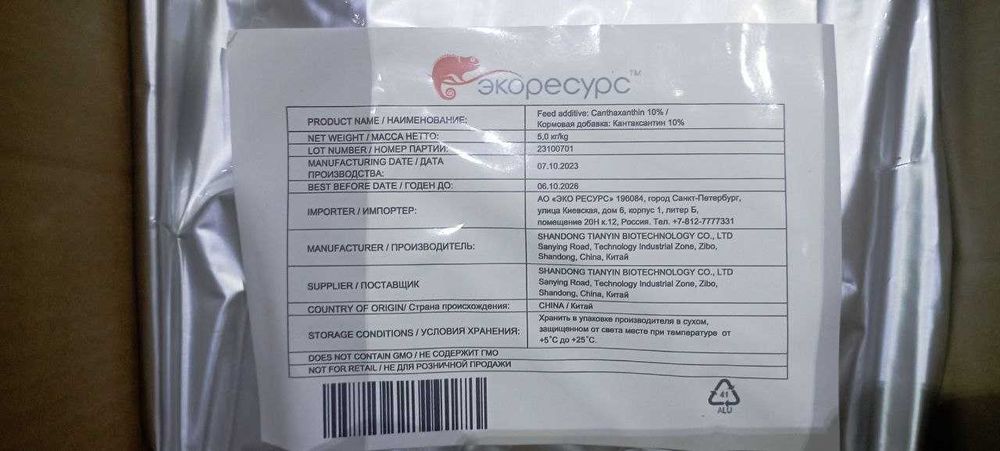 экоресурс™
PRODUCT NAME / НАИМЕНОВАНИЕ:
Feed additive: Canthaxanthin 10% /
Кормовая добавка: Кантаксантин 10%
NET WEIGHT / МАССА НЕТТО:
5,0 кг/kg
LOT NUMBER / НОМЕР ПАРТИИ:
23100701
MANUFACTURING DATE / ДАТА
ПРОИЗВОДСТВА:
07.10.2023
BEST BEFORE DATE / ГОДЕН ДО:
06.10.2026
IMPORTER / ИМПОРТЕР:
АО «ЭКО РЕСУРС» 196084, город Санкт-Петербург,
улица Киевская, дом 6, корпус 1, литер Б,
помещение 20Н к.12, Россия. Тел. +7-812-7777331
MANUFACTURER / ПРОИЗВОДИТЕЛЬ:
SHANDONG TIANYIN BIOTECHNOLOGY CO., LTD
Sanying Road, Technology Industrial Zone, Zibo,
Shandong, China, Китай
SUPPLIER / ПОСТАВЩИК
SHANDONG TIANYIN BIOTECHNOLOGY CO., LTD
Sanying Road, Technology Industrial Zone, Zibo,
Shandong, China, Китай
COUNTRY OF ORIGIN/ Страна происхождения:
CHINA / Китай
STORAGE CONDITIONS / УСЛОВИЯ ХРАНЕНИЯ:
Хранить в упаковке производителя в сухом,
защищенном от света месте при температуре от
+5˚C до +25˚C.
DOES NOT CONTAIN GMO / НЕ СОДЕРЖИТ ГМО
NOT FOR RETAIL / НЕ ДЛЯ РОЗНИЧНОЙ ПРОДАЖИ
41
ALU